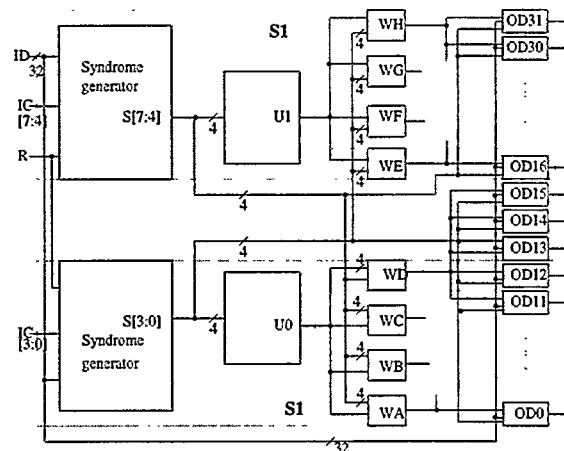 S1
ID
32
Syndrome
generator
IC
[7:4]
R
S[7:4]
4
U1
4
WH
4
WG
4
WF
4
WE
OD31
OD30
OD16
OD15
OD14
OD13
OD12
OD11
OD0
4
4
IC
[3:0]
S[3:0]
Syndrome
generator
4
U0
4
WD
4
WC
4
WB
4
WA
S1
32